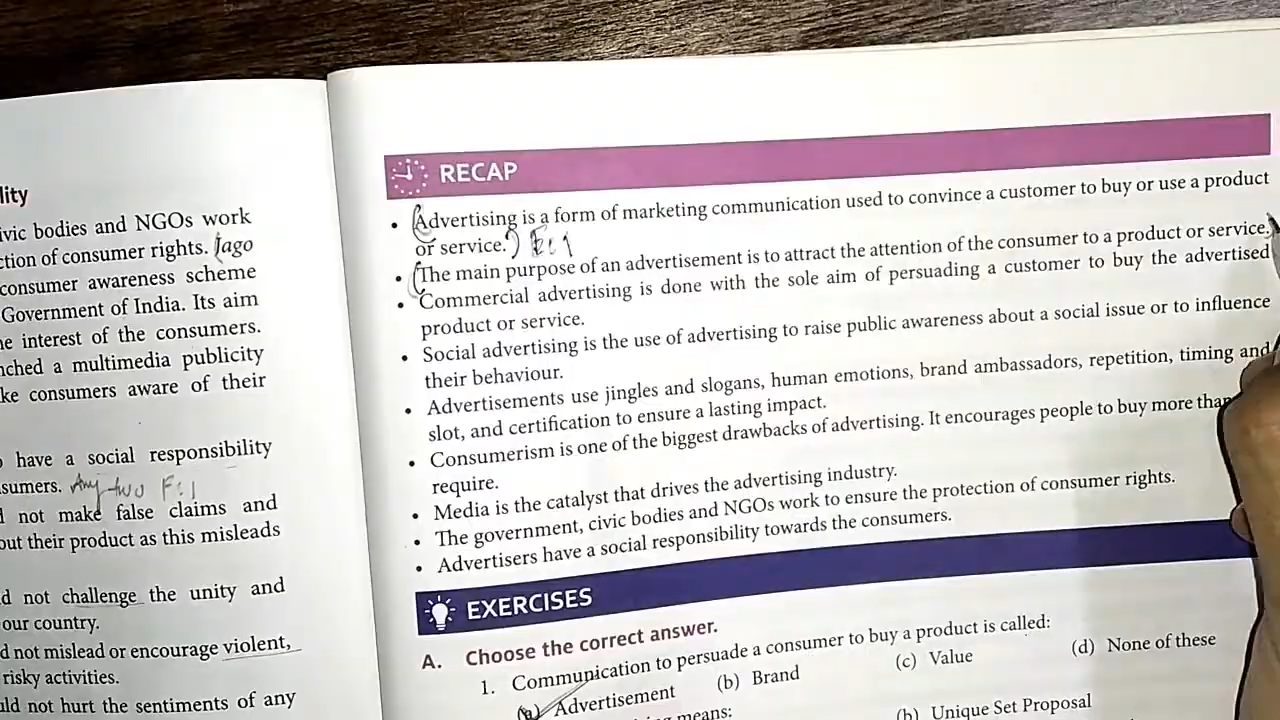 lity
ivic bodies and NGOs work
ction of consumer rights. (Jago
consumer awareness scheme
Government of India. Its aim
he interest of the consumers.
nched a multimedia publicity
ke consumers aware of their
have a social responsibility
sumers. Any two F:1
d not make false claims and
out their product as this misleads
d not challenge the unity and
our country.
d not mislead or encourage violent,
risky activities.
uld not hurt the sentiments of any
RECAP
• (Advertising is a form of marketing communication used to convince a customer to buy or use a product
or service.)
• (The main purpose of an advertisement is to attract the attention of the consumer to a product or service.
• Commercial advertising is done with the sole aim of persuading a customer to buy the advertised
product or service.
• Social advertising is the use of advertising to raise public awareness about a social issue or to influence
their behaviour.
• Advertisements use jingles and slogans, human emotions, brand ambassadors, repetition, timing and
slot, and certification to ensure a lasting impact.
• Consumerism is one of the biggest drawbacks of advertising. It encourages people to buy more than
require.
• Media is the catalyst that drives the advertising industry.
• The government, civic bodies and NGOs work to ensure the protection of consumer rights.
• Advertisers have a social responsibility towards the consumers.
EXERCISES
A. Choose the correct answer.
1. Communication to persuade a consumer to buy a product is called:
(a) Advertisement (b) Brand (c) Value (d) None of these
means:
(b) Unique Set Proposal